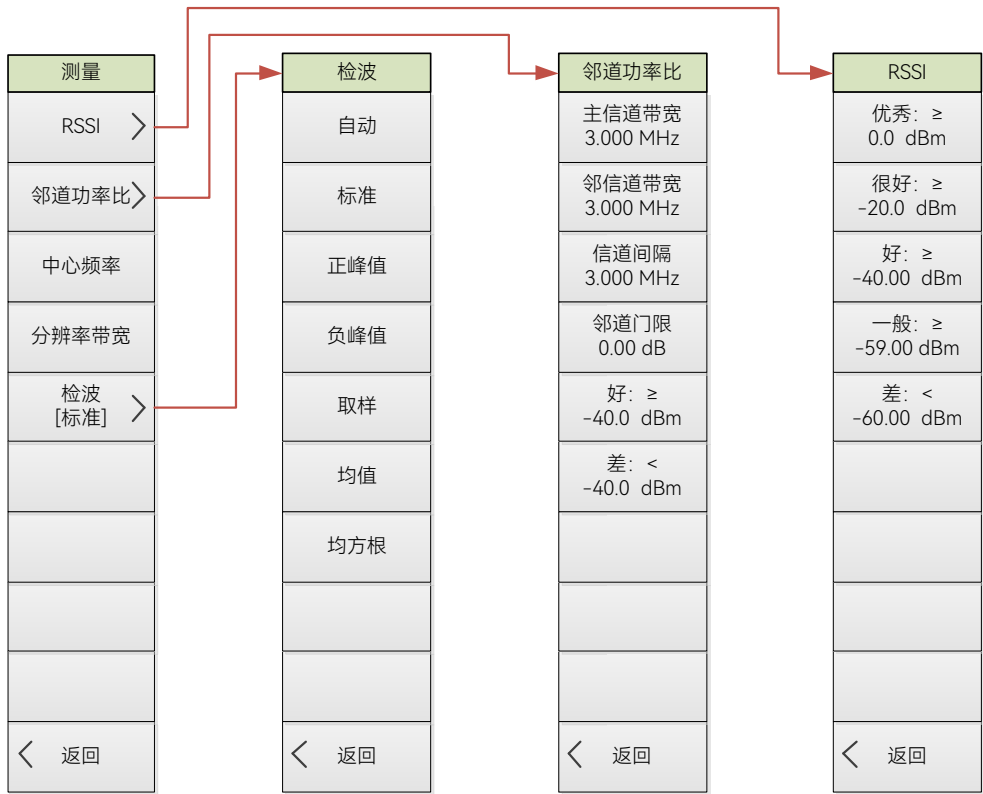 测量
RSSI
邻道功率比
中心频率
分辨率带宽
检波
[标准]
返回
检波
自动
标准
正峰值
负峰值
取样
均值
均方根
返回
邻道功率比
主信道带宽
3.000 MHz
邻信道带宽
3.000 MHz
信道间隔
3.000 MHz
邻道门限
0.00 dB
好: ≥
-40.0 dBm
差: <
-40.0 dBm
返回
RSSI
优秀: ≥
0.0 dBm
很好: ≥
-20.0 dBm
好: ≥
-40.00 dBm
一般: ≥
-59.00 dBm
差: <
-60.00 dBm
返回